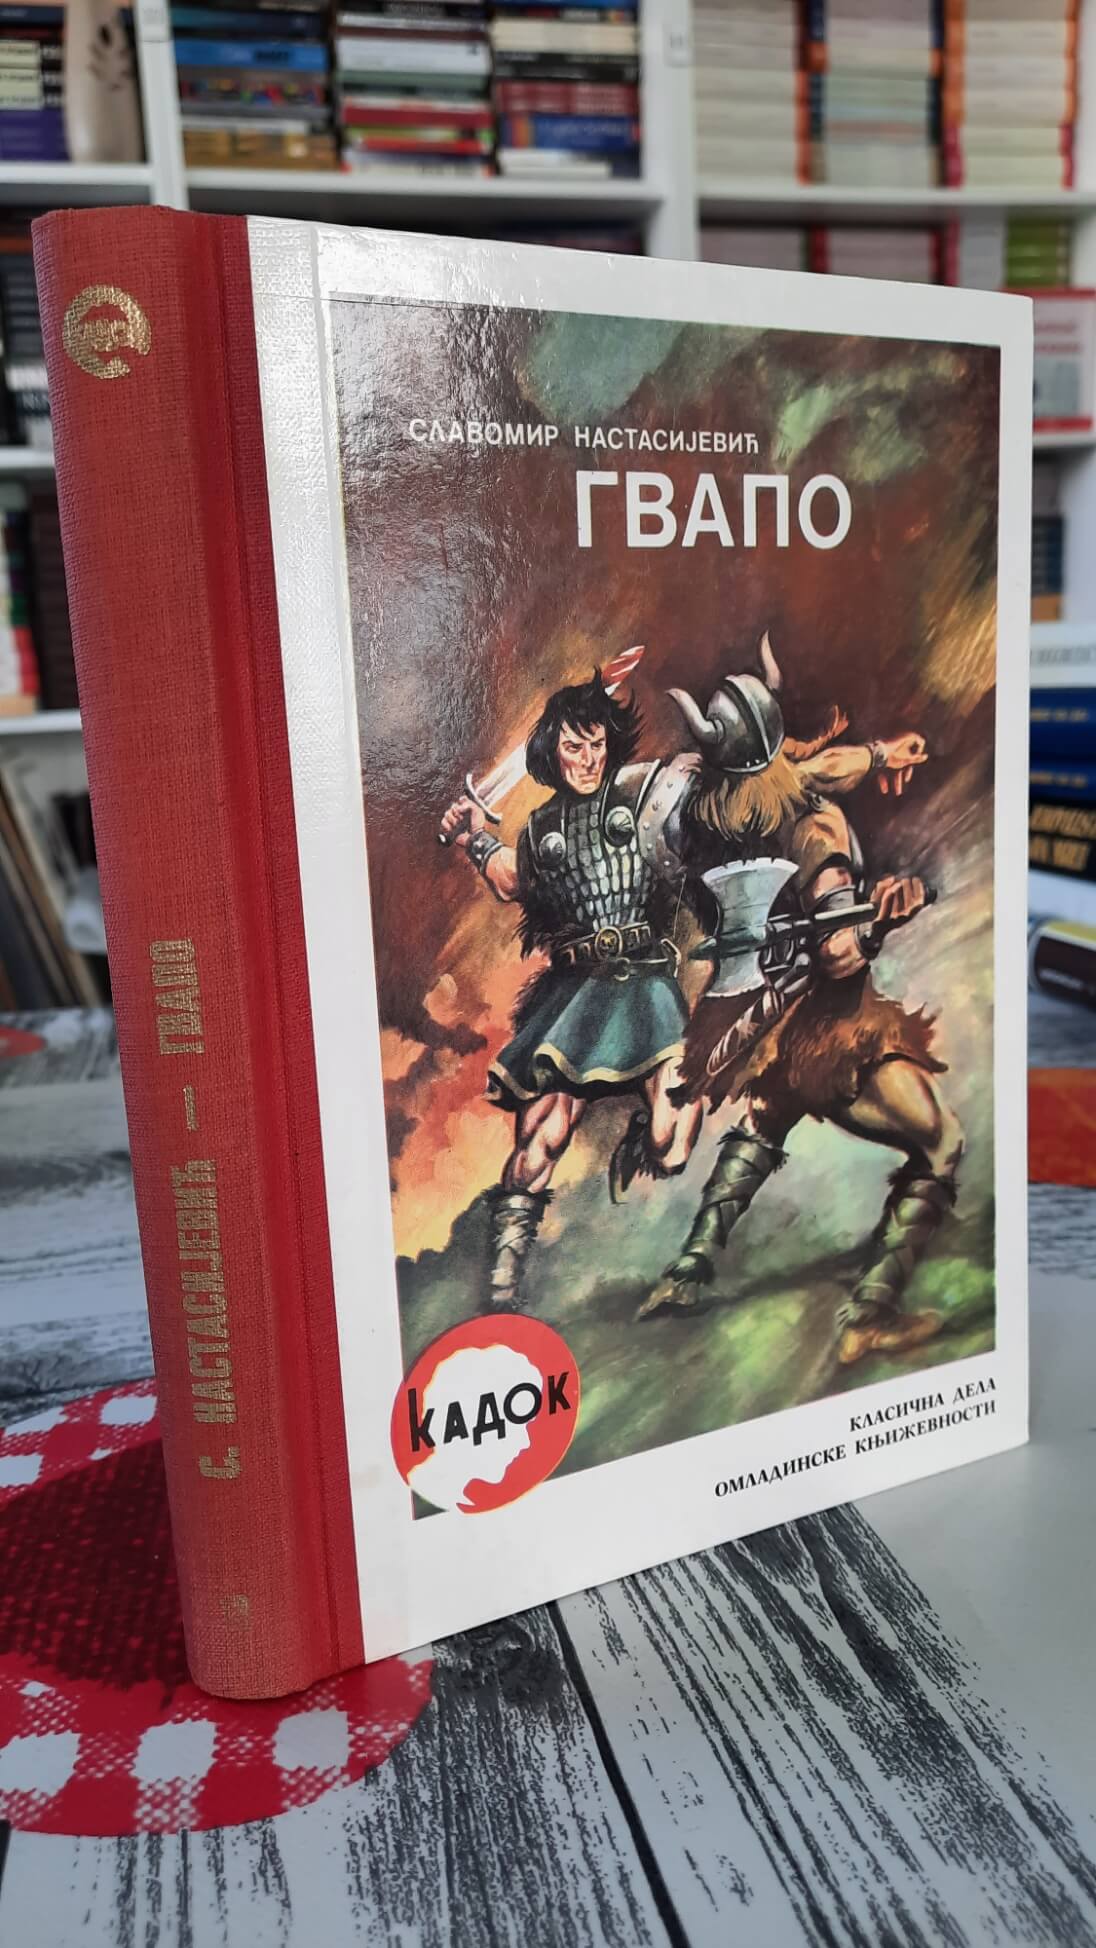 СЛАВОМИР НАСТАСИЈЕВИЋ
ГВАПО
КАДОК
КЛАСИЧНА ДЕЛА
ОМЛАДИНСКЕ КЊИЖЕВНОСТИ
С. НАСТАСИЈЕВИЋ — ГВАПО